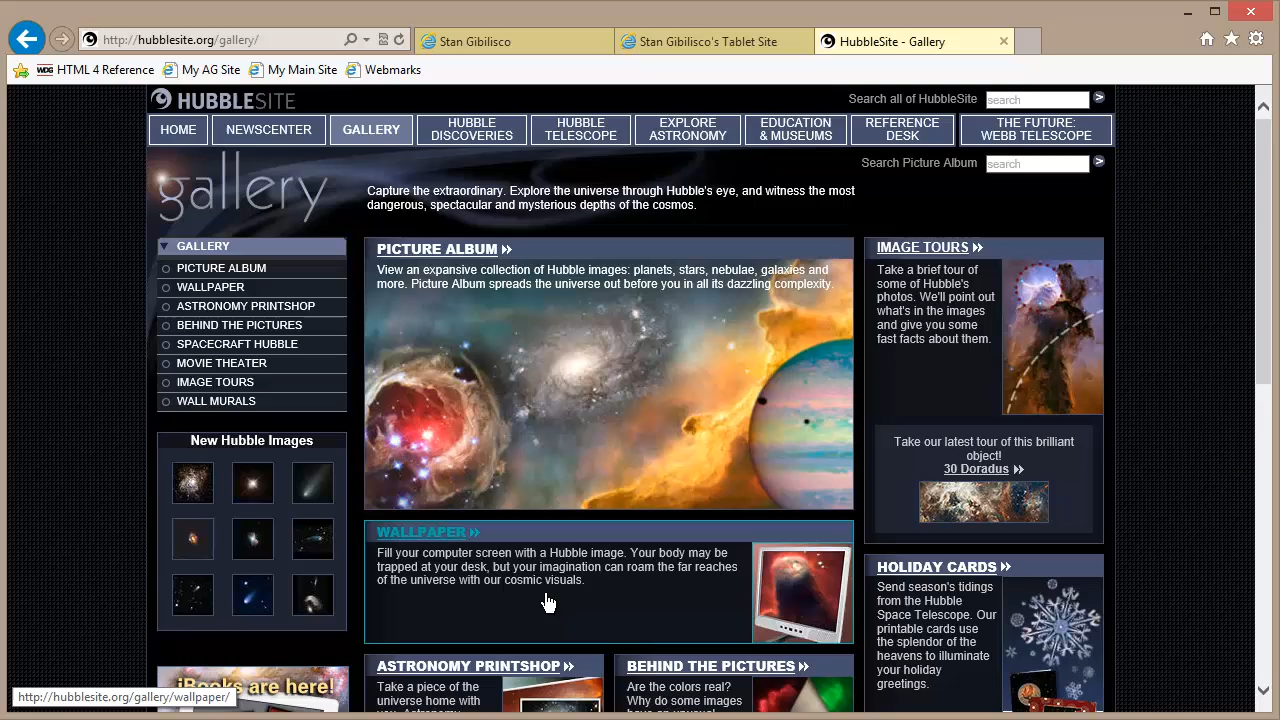 http://hubblesite.org/gallery/
Stan Gibilisco
Stan Gibilisco's Tablet Site
HubbleSite - Gallery
WDG HTML 4 Reference
My AG Site
My Main Site
Webmarks
HUBBLESITE
Search all of HubbleSite
search
HOME
NEWSCENTER
GALLERY
HUBBLE
DISCOVERIES
HUBBLE
TELESCOPE
EXPLORE
ASTRONOMY
EDUCATION
& MUSEUMS
REFERENCE
DESK
THE FUTURE:
WEBB TELESCOPE
Search Picture Album
search
gallery
Capture the extraordinary. Explore the universe through Hubble's eye, and witness the most
dangerous, spectacular and mysterious depths of the cosmos.
GALLERY
PICTURE ALBUM
WALLPAPER
ASTRONOMY PRINTSHOP
BEHIND THE PICTURES
SPACECRAFT HUBBLE
MOVIE THEATER
IMAGE TOURS
WALL MURALS
New Hubble Images
iBooks are here!
PICTURE ALBUM
View an expansive collection of Hubble images: planets, stars, nebulae, galaxies and
more. Picture Album spreads the universe out before you in all its dazzling complexity.
WALLPAPER
Fill your computer screen with a Hubble image. Your body may be
trapped at your desk, but your imagination can roam the far reaches
of the universe with our cosmic visuals.
ASTRONOMY PRINTSHOP
Take a piece of the
universe home with
BEHIND THE PICTURES
Are the colors real?
Why do some images
IMAGE TOURS
Take a brief tour of
some of Hubble's
photos. We'll point out
what's in the images
and give you some
fast facts about them.
Take our latest tour of this brilliant
object!
30 Doradus
HOLIDAY CARDS
Send season's tidings
from the Hubble
Space Telescope. Our
printable cards use
the splendor of the
heavens to illuminate
your holiday
greetings.
http://hubblesite.org/gallery/wallpaper/